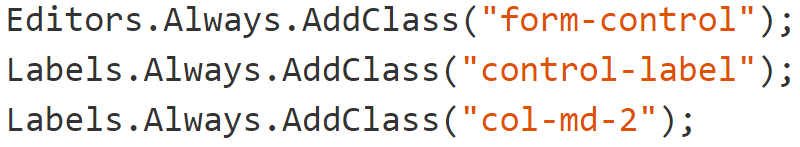 Editors.Always.AddClass("form-control");
Labels.Always.AddClass("control-label");
Labels.Always.AddClass("col-md-2");